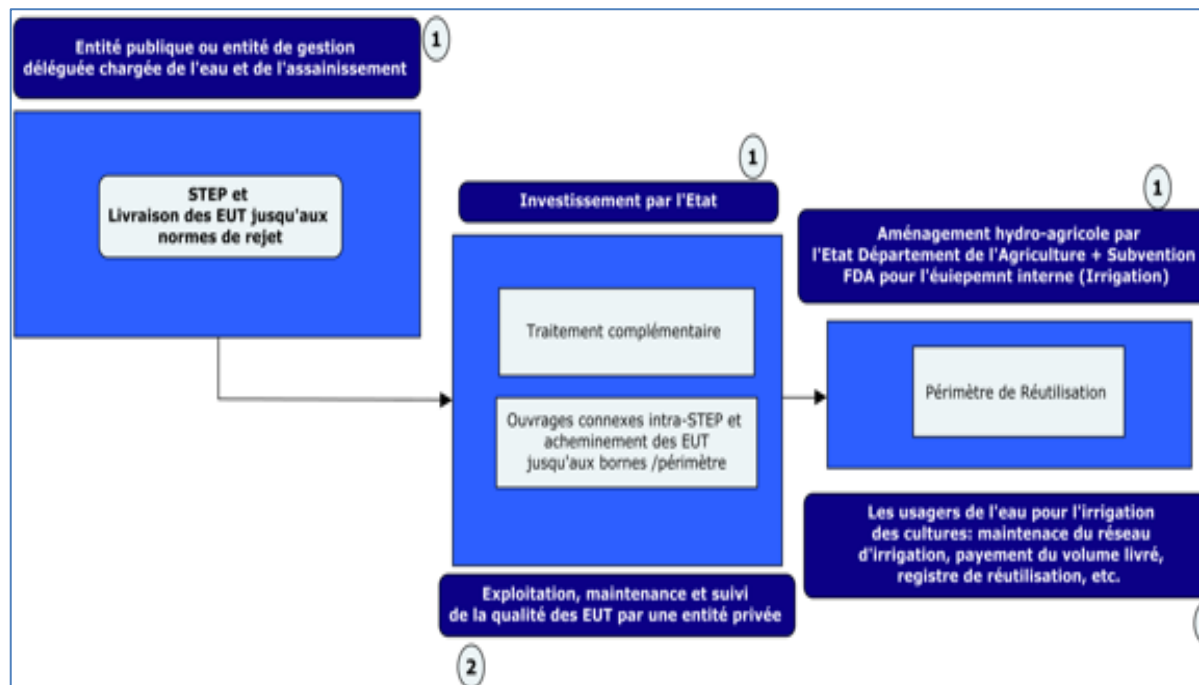 Entité publique ou entité de gestion
déléguée chargée de l'eu et de l'assainissement
1
STEP et
Livraison des EUT jusqu'aux
normes de rejet
1
Investissement par l'Etat
Traitement complémentaire
Ouvrages connexes intra-STEP et
acheminement des EUT
jusqu'aux bornes /périmètre
Exploitation, maintenance et suivi
de la qualité des EUT par une entité privée
2
1
Aménagement hydro-agricole par
l'Etat Département de l'Agriculture + Subvention
FDA pour l'éuiepemnt interne (Irrigation)
Périmètre de Réutilisation
Les usagers de l'eau pour l'irrigation
des cultures: maintenace du réseau
d'irrigation, payement du volume livré,
registre de réutilisation, etc.